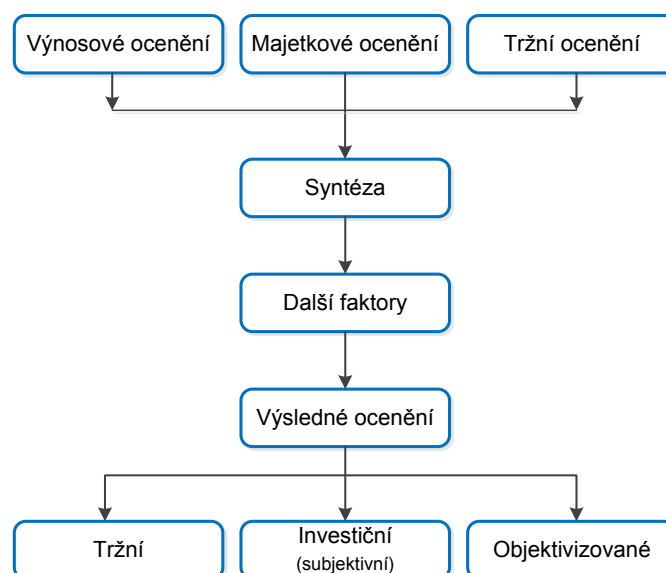 Výnosové ocenění
Majetkové ocenění
Tržní ocenění
Syntéza
Další faktory
Výsledné ocenění
Tržní
Investiční
(subjektivní)
Objektivizované